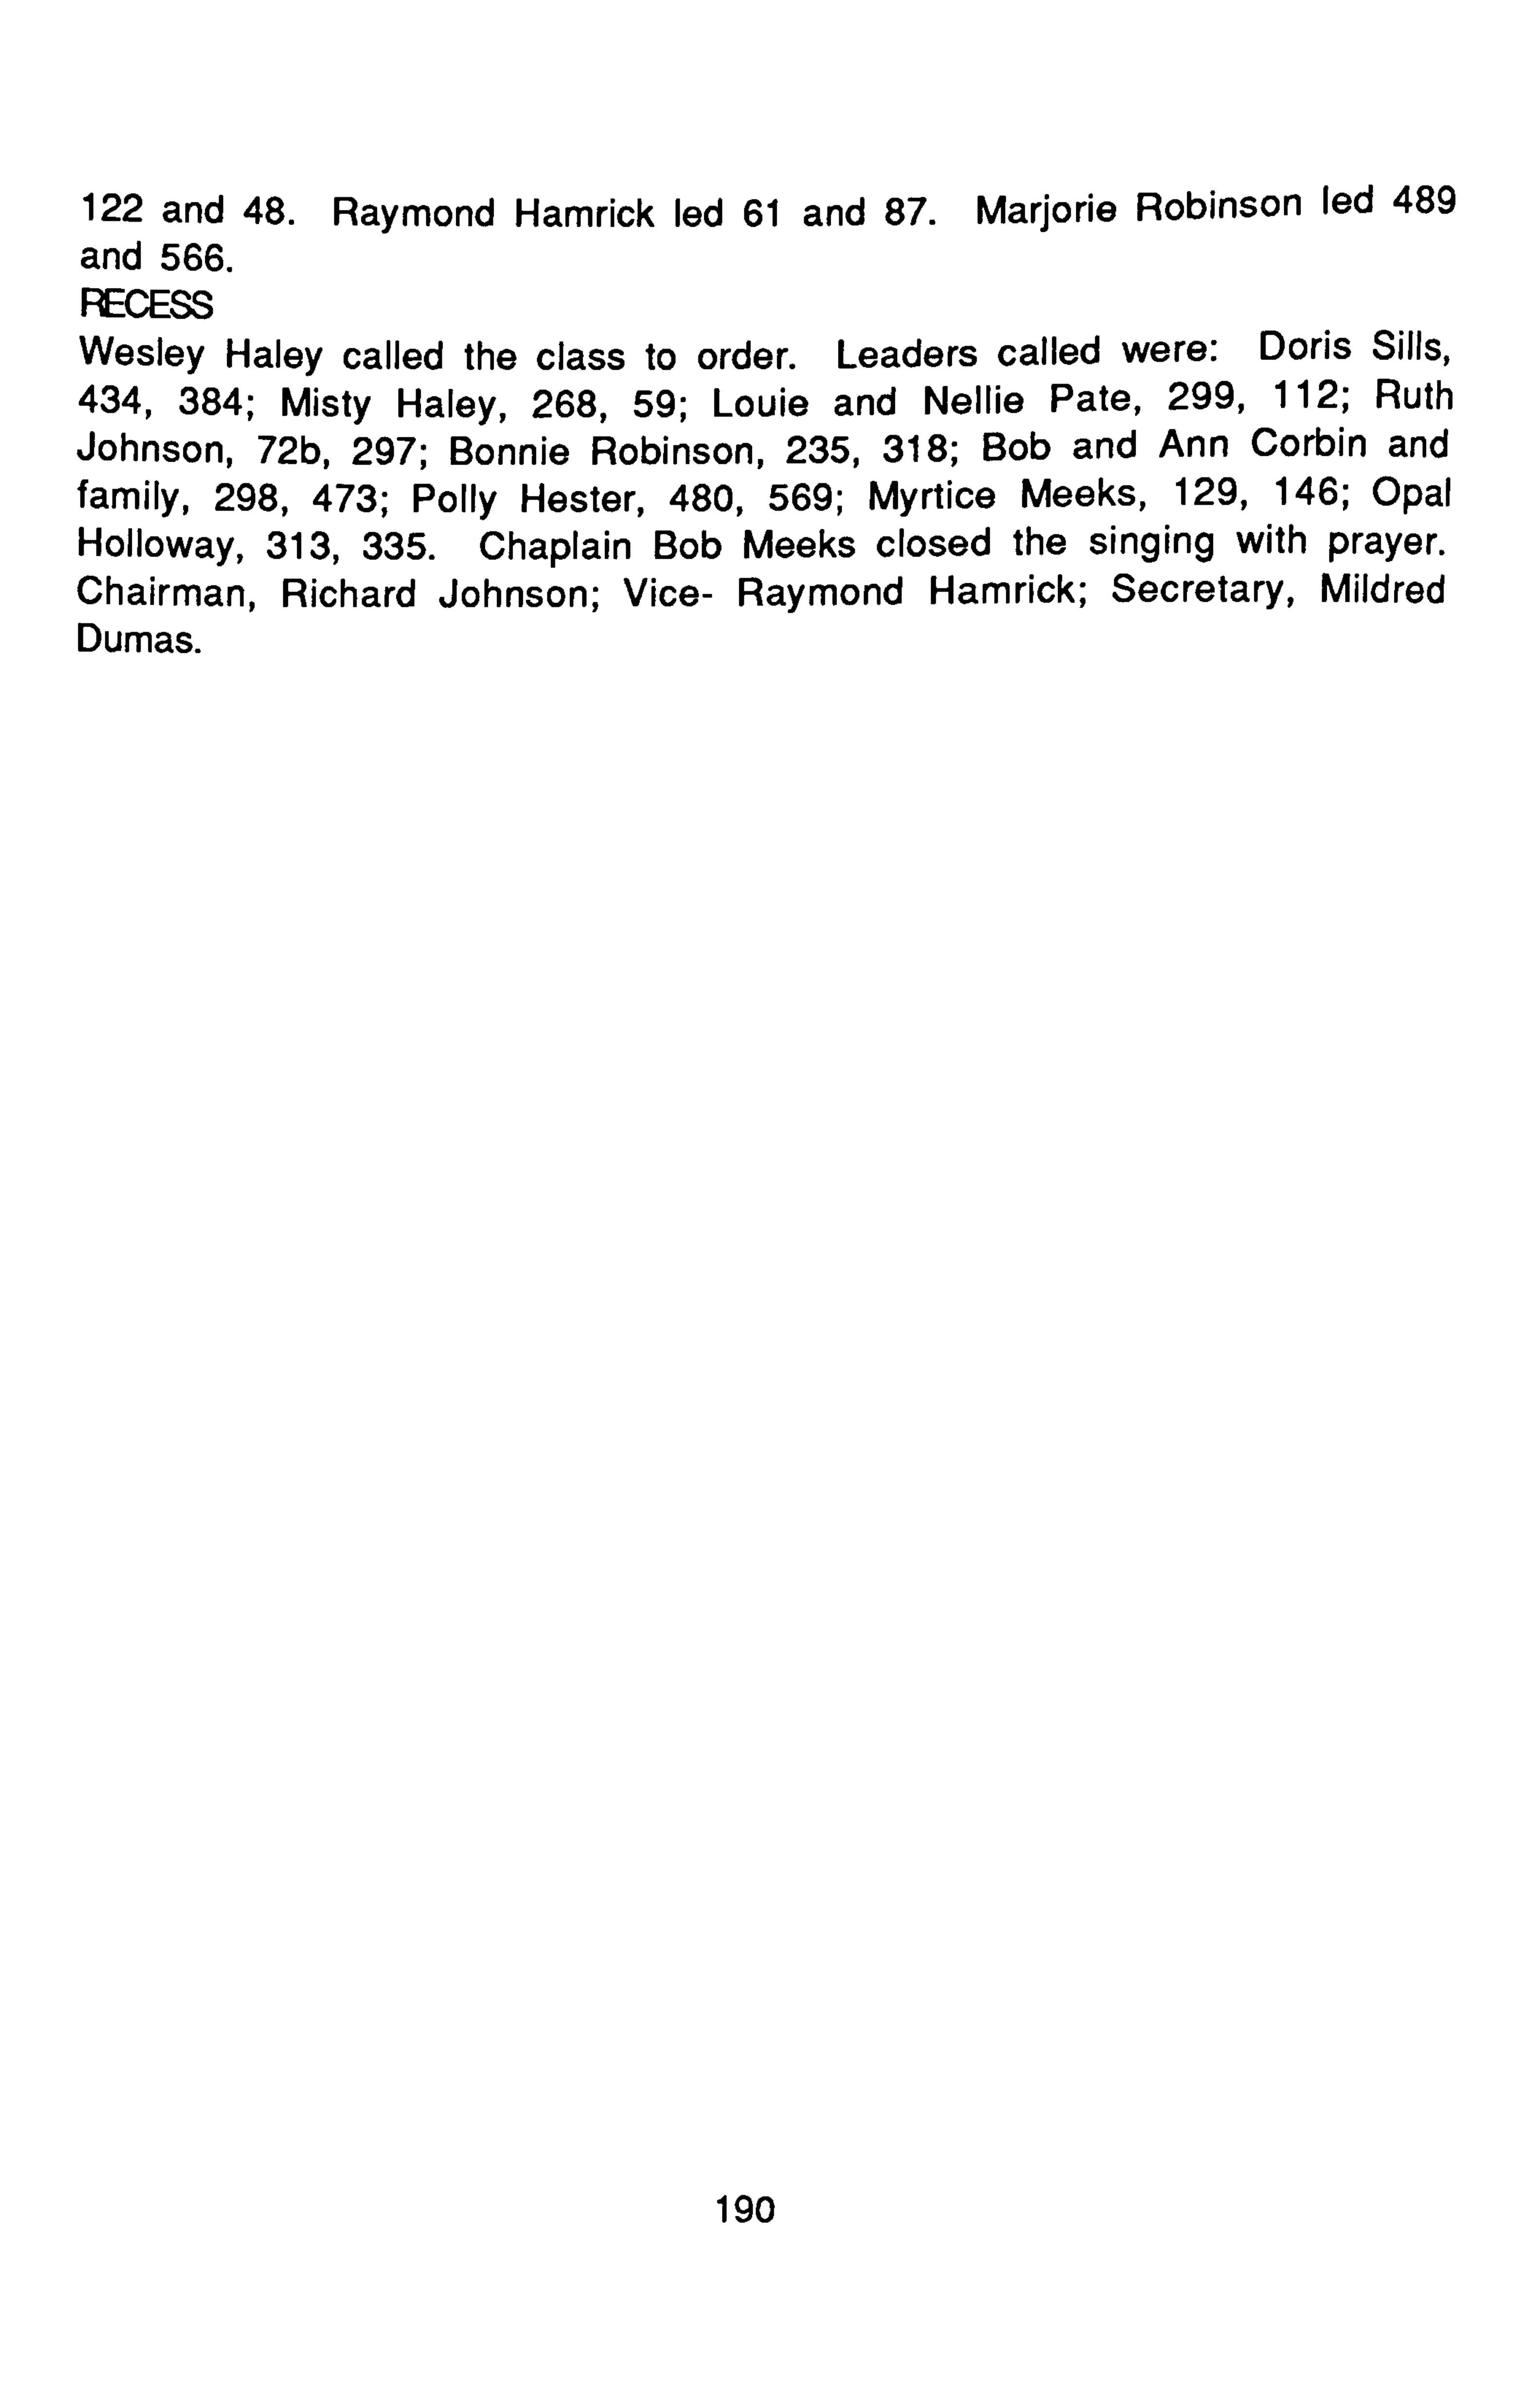 122 and 48. Raymond Hamrick led 61 and 87. Marjorie Robinson led 489
and 566.
RECESS
Wesley Haley called the class to order. Leaders called were: Doris Sills,
434, 384; Misty Haley, 268, 59; Louie and Nellie Pate, 299, 112; Ruth
Johnson, 72b, 297; Bonnie Robinson, 235, 318; Bob and Ann Corbin and
family, 298, 473; Polly Hester, 480, 569; Myrtice Meeks, 129, 146; Opal
Holloway, 313, 335. Chaplain Bob Meeks closed the singing with prayer.
Chairman, Richard Johnson; Vice- Raymond Hamrick; Secretary, Mildred
Dumas.
190